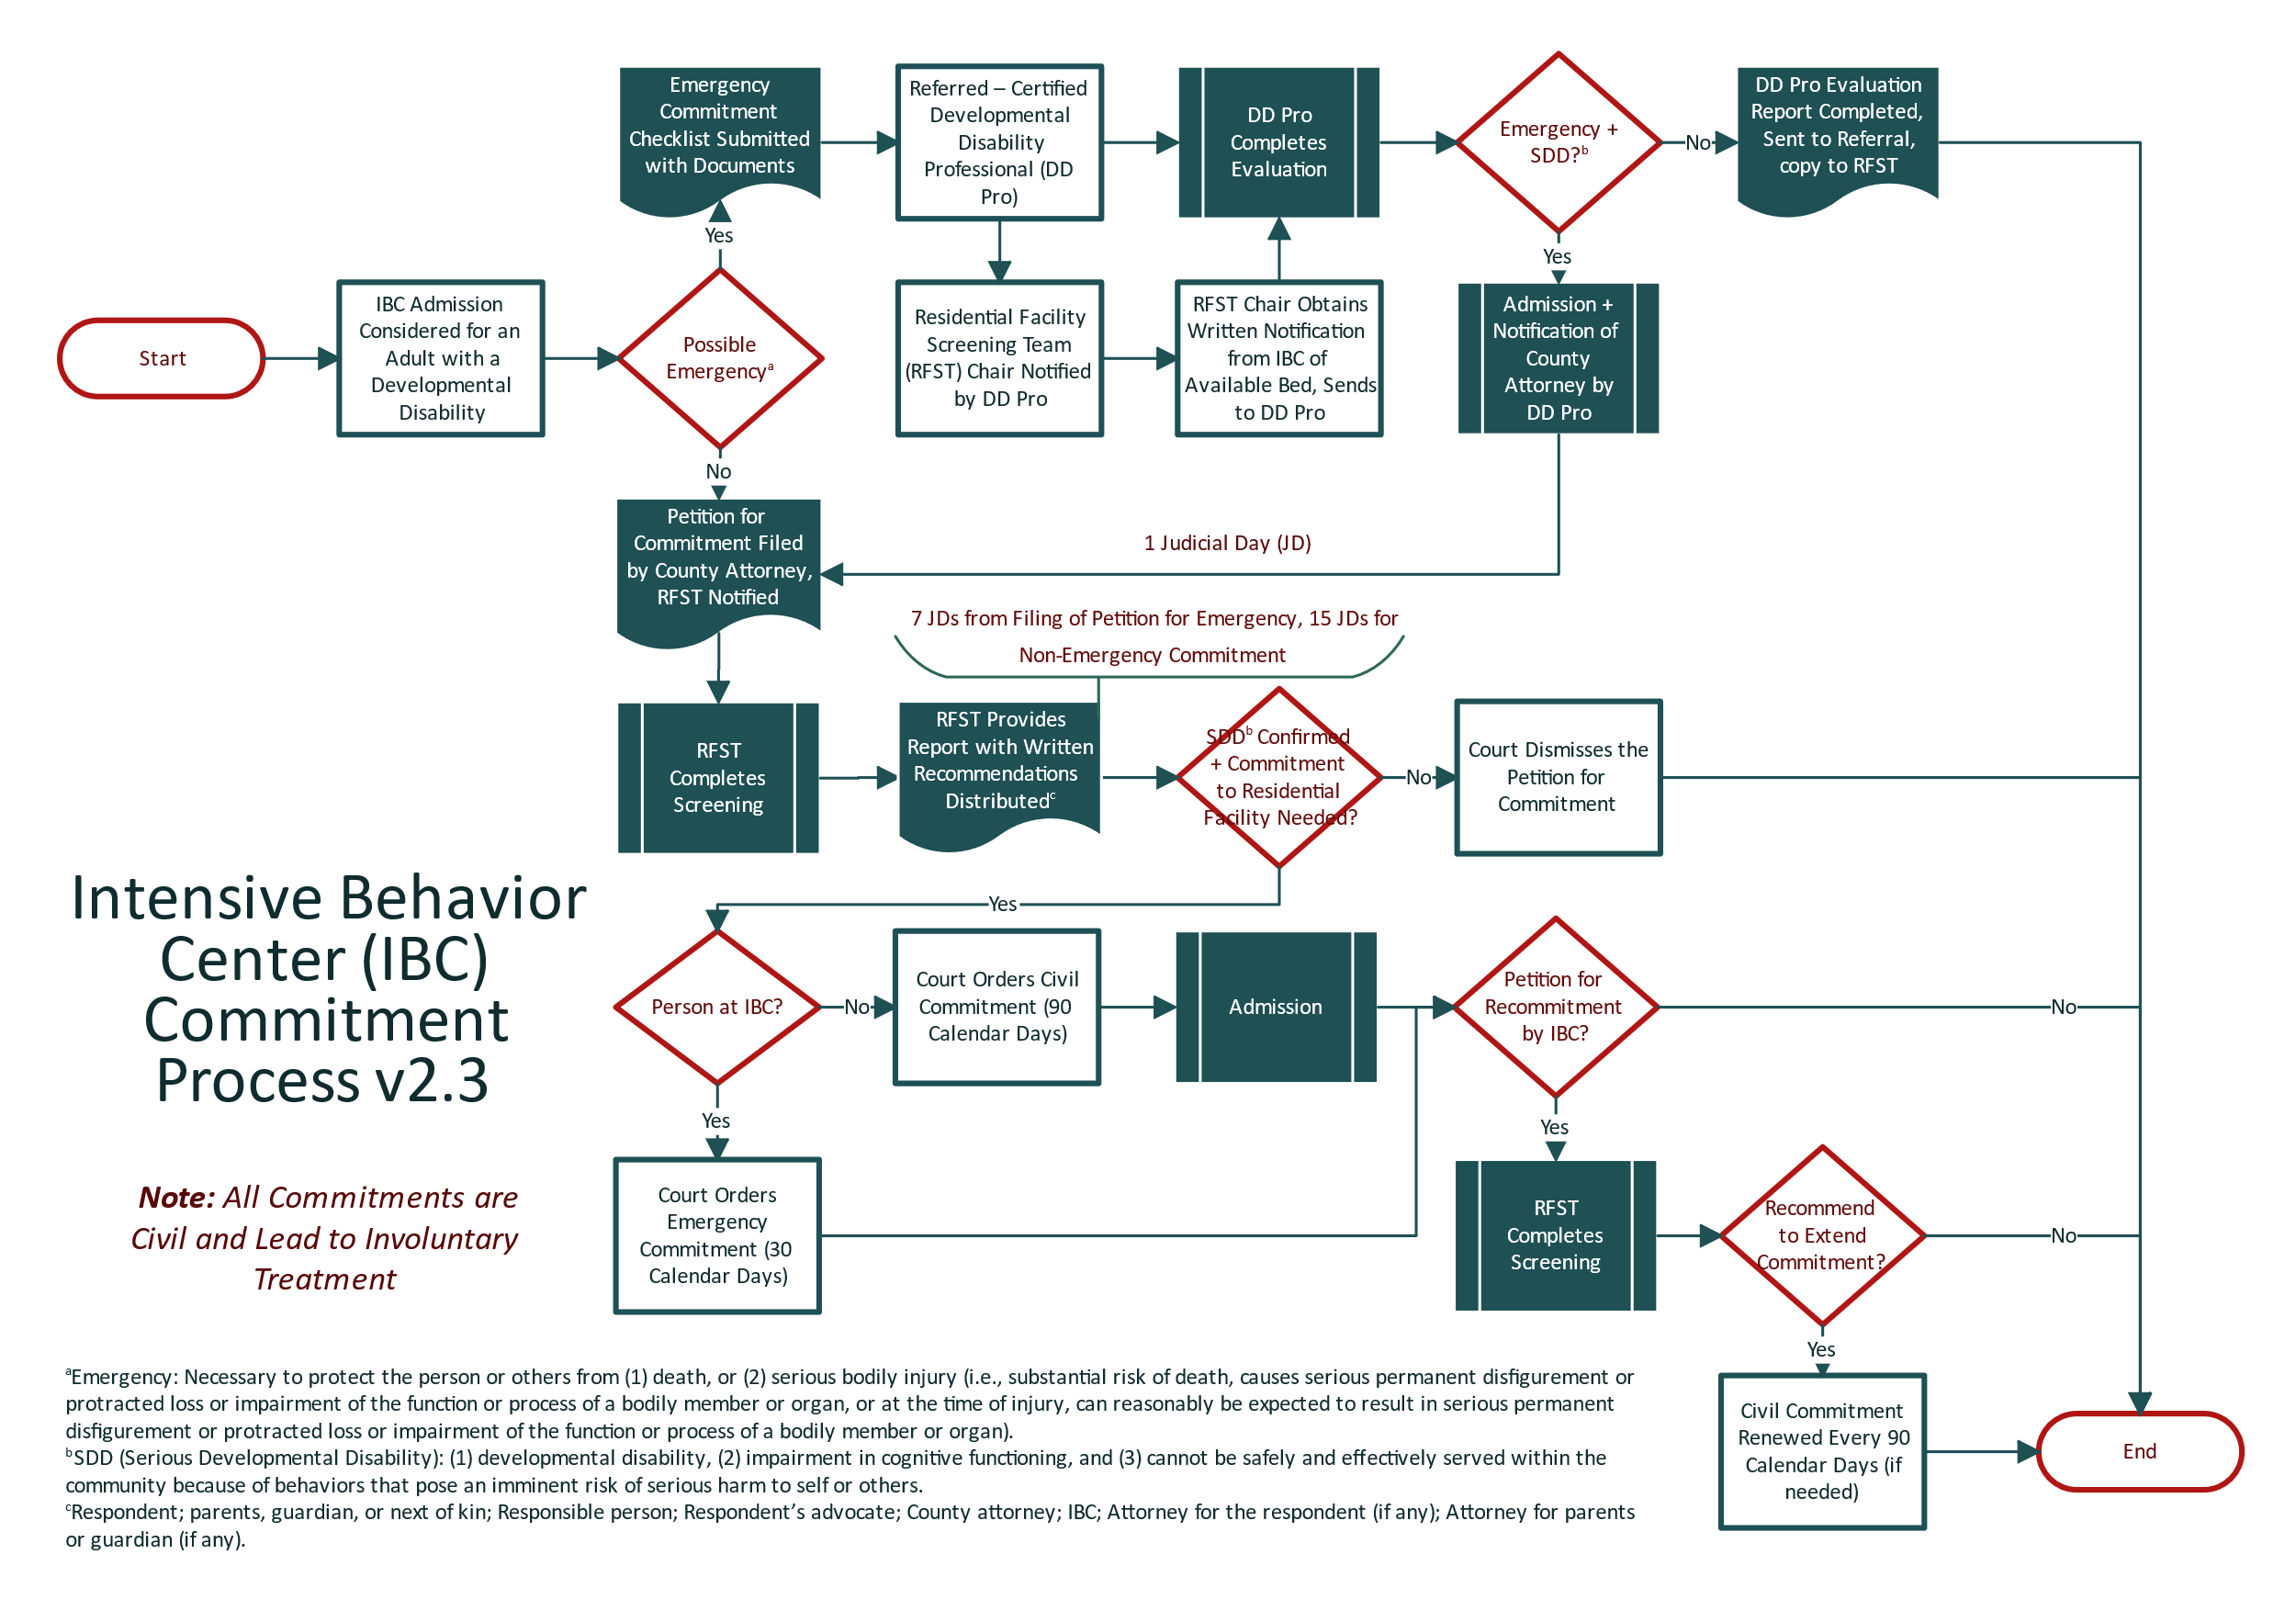 Emergency
Commitment
Checklist Submitted
with Documents
Referred – Certified
Developmental
Disability
Professional (DD
Pro)
DD Pro
Completes
Evaluation
Emergency +
SDD?ᵇ
No
DD Pro Evaluation
Report Completed,
Sent to Referral,
copy to RFST
Yes
Yes
Start
IBC Admission
Considered for an
Adult with a
Developmental
Disability
Possible
Emergencyᵃ
Residential Facility
Screening Team
(RFST) Chair Notified
by DD Pro
RFST Chair Obtains
Written Notification
from IBC of
Available Bed, Sends
to DD Pro
Admission +
Notification of
County
Attorney by
DD Pro
No
Petition for
Commitment Filed
by County Attorney,
RFST Notified
1 Judicial Day (JD)
7 JDs from Filing of Petition for Emergency, 15 JDs for
Non-Emergency Commitment
RFST
Completes
Screening
RFST Provides
Report with Written
Recommendations
Distributedᶜ
SDDᵇ Confirmed
+ Commitment
to Residential
Facility Needed?
No
Court Dismisses the
Petition for
Commitment
Yes
Intensive Behavior
Center (IBC)
Commitment
Process v2.3
Person at IBC?
No
Court Orders Civil
Commitment (90
Calendar Days)
Admission
Petition for
Recommitment
by IBC?
No
Yes
Yes
Note: All Commitments are
Civil and Lead to Involuntary
Treatment
Court Orders
Emergency
Commitment (30
Calendar Days)
RFST
Completes
Screening
Recommend
to Extend
Commitment?
No
Yes
Civil Commitment
Renewed Every 90
Calendar Days (if
needed)
End
ᵃEmergency: Necessary to protect the person or others from (1) death, or (2) serious bodily injury (i.e., substantial risk of death, causes serious permanent disfigurement or
protracted loss or impairment of the function or process of a bodily member or organ, or at the time of injury, can reasonably be expected to result in serious permanent
disfigurement or protracted loss or impairment of the function or process of a bodily member or organ).
ᵇSDD (Serious Developmental Disability): (1) developmental disability, (2) impairment in cognitive functioning, and (3) cannot be safely and effectively served within the
community because of behaviors that pose an imminent risk of serious harm to self or others.
ᶜRespondent; parents, guardian, or next of kin; Responsible person; Respondent’s advocate; County attorney; IBC; Attorney for the respondent (if any); Attorney for parents
or guardian (if any).